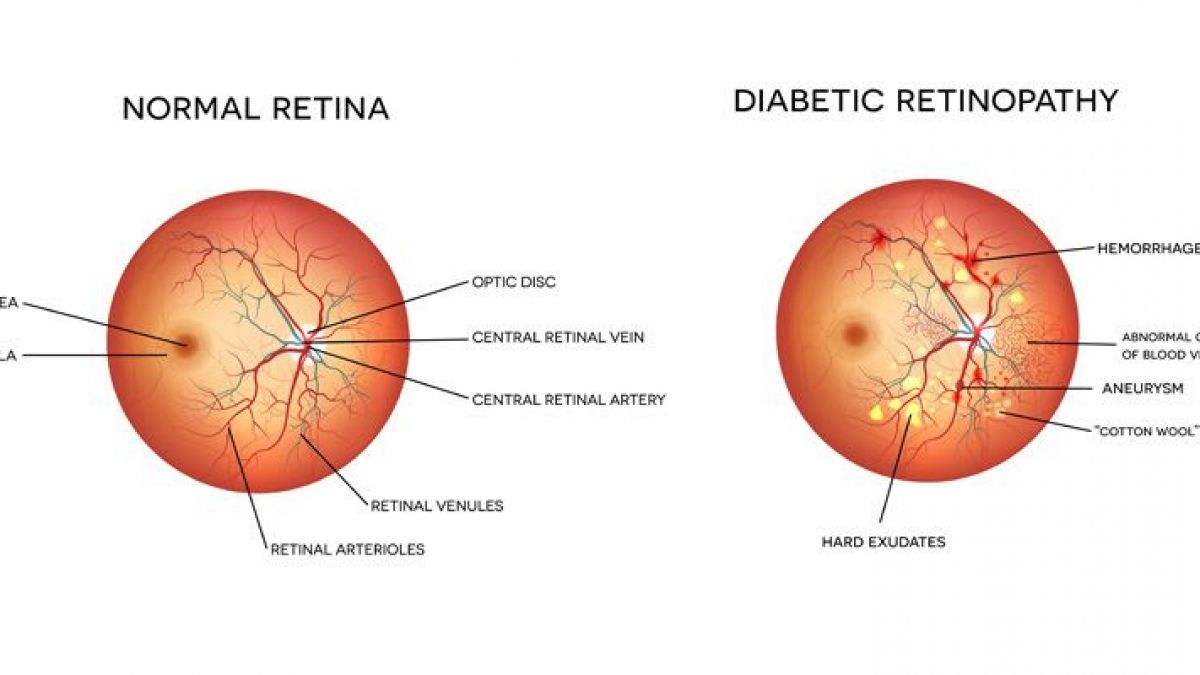 NORMAL RETINA
DIABETIC RETINOPATHY
EA
LA
OPTIC DISC
CENTRAL RETINAL VEIN
CENTRAL RETINAL ARTERY
RETINAL VENULES
RETINAL ARTERIOLES
HEMORRHAGE
ABNORMAL
OF BLOOD
ANEURYSM
"COTTON WOOL"
HARD EXUDATES